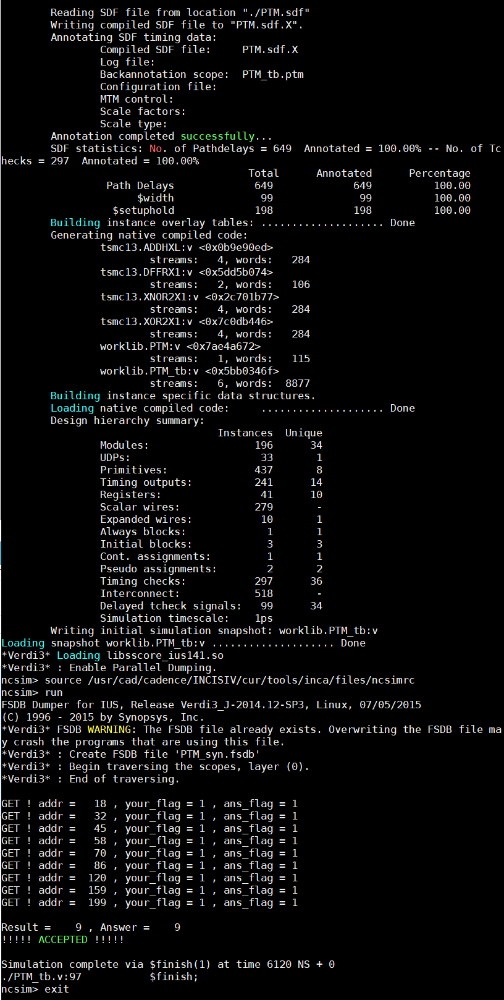 Reading SDF file from location "./PTM.sdf"
Writing compiled SDF file to "PTM.sdf.X".
Annotating SDF timing data:
Compiled SDF file:     PTM.sdf.X
Log file:
Backannotation scope:  PTM_tb.ptm
Configuration file:
MTM control:
Scale factors:
Scale type:
Annotation completed successfully...
SDF statistics: No. of Pathdelays = 649  Annotated = 100.00% -- No. of Tc
hecks = 297  Annotated = 100.00%
Total      Annotated      Percentage
Path Delays             649             649          100.00
$width              99              99          100.00
$setuphold             198             198          100.00
Building instance overlay tables: .................... Done
Generating native compiled code:
tsmc13.ADDHXL:v <0x0b9e90ed>
streams:   4, words:   284
tsmc13.DFFRX1:v <0x5dd5b074>
streams:   2, words:   106
tsmc13.XNOR2X1:v <0x2c701b77>
streams:   4, words:   284
tsmc13.XOR2X1:v <0x7c0db446>
streams:   4, words:   284
worklib.PTM:v <0x7ae4a672>
streams:   1, words:   115
worklib.PTM_tb:v <0x5bb0346f>
streams:   6, words:  8877
Building instance specific data structures.
Loading native compiled code:     .................... Done
Design hierarchy summary:
Instances  Unique
Modules:                 196      34
UDPs:                     33       1
Primitives:              437       8
Timing outputs:          241      14
Registers:                41      10
Scalar wires:            279       -
Expanded wires:           10       1
Always blocks:             1       1
Initial blocks:            3       3
Cont. assignments:         1       1
Pseudo assignments:        2       2
Timing checks:           297      36
Interconnect:            518       -
Delayed tcheck signals:   99      34
Simulation timescale:    1ps
Writing initial simulation snapshot: worklib.PTM_tb:v
Loading snapshot worklib.PTM_tb:v .................... Done
*Verdi3* Loading libsscore_ius141.so
*Verdi3* : Enable Parallel Dumping.
ncsim> source /usr/cad/cadence/INCISIV/cur/tools/inca/files/ncsimrc
ncsim> run
FSDB Dumper for IUS, Release Verdi3_J-2014.12-SP3, Linux, 07/05/2015
(C) 1996 - 2015 by Synopsys, Inc.
*Verdi3* FSDB WARNING: The FSDB file already exists. Overwriting the FSDB file ma
y crash the programs that are using this file.
*Verdi3* : Create FSDB file 'PTM_syn.fsdb'
*Verdi3* : Begin traversing the scopes, layer (0).
*Verdi3* : End of traversing.
GET ! addr =   18 , your_flag = 1 , ans_flag = 1
GET ! addr =   32 , your_flag = 1 , ans_flag = 1
GET ! addr =   45 , your_flag = 1 , ans_flag = 1
GET ! addr =   58 , your_flag = 1 , ans_flag = 1
GET ! addr =   70 , your_flag = 1 , ans_flag = 1
GET ! addr =   86 , your_flag = 1 , ans_flag = 1
GET ! addr =  120 , your_flag = 1 , ans_flag = 1
GET ! addr =  159 , your_flag = 1 , ans_flag = 1
GET ! addr =  199 , your_flag = 1 , ans_flag = 1
Result =    9 , Answer =    9
!!!!! ACCEPTED !!!!!
Simulation complete via $finish(1) at time 6120 NS + 0
./PTM_tb.v:97           $finish;
ncsim> exit